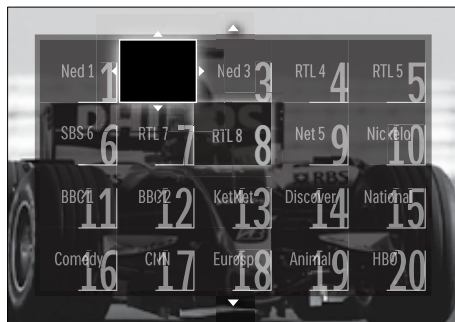 Ned 1 1 Ned 3 3 RTL 4 4 RTL 5 5
SBS 6 6 RTL 7 7 RTL 8 8 Net 5 9 Nickelo 10
BBC1 11 BBC2 12 KetNet 13 Discover 14 National 15
RBS
Comedy 16 CNN 17 Eurosp 18 Animal 19 HBO 20